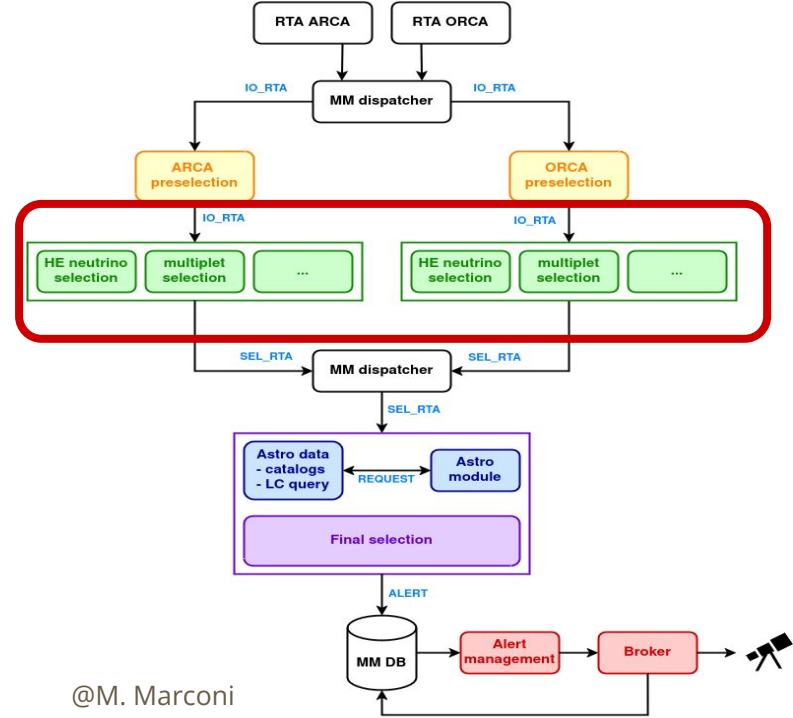 RTA ARCA
RTA ORCA
IO_RTA
MM dispatcher
IO_RTA
ARCA
preselection
ORCA
preselection
IO_RTA
IO_RTA
HE neutrino
selection
multiplet
selection
...
HE neutrino
selection
multiplet
selection
...
SEL_RTA
MM dispatcher
SEL_RTA
SEL_RTA
Astro data
- catalogs
- LC query
REQUEST
Astro
module
Final selection
ALERT
MM DB
Alert
management
Broker
@M. Marconi